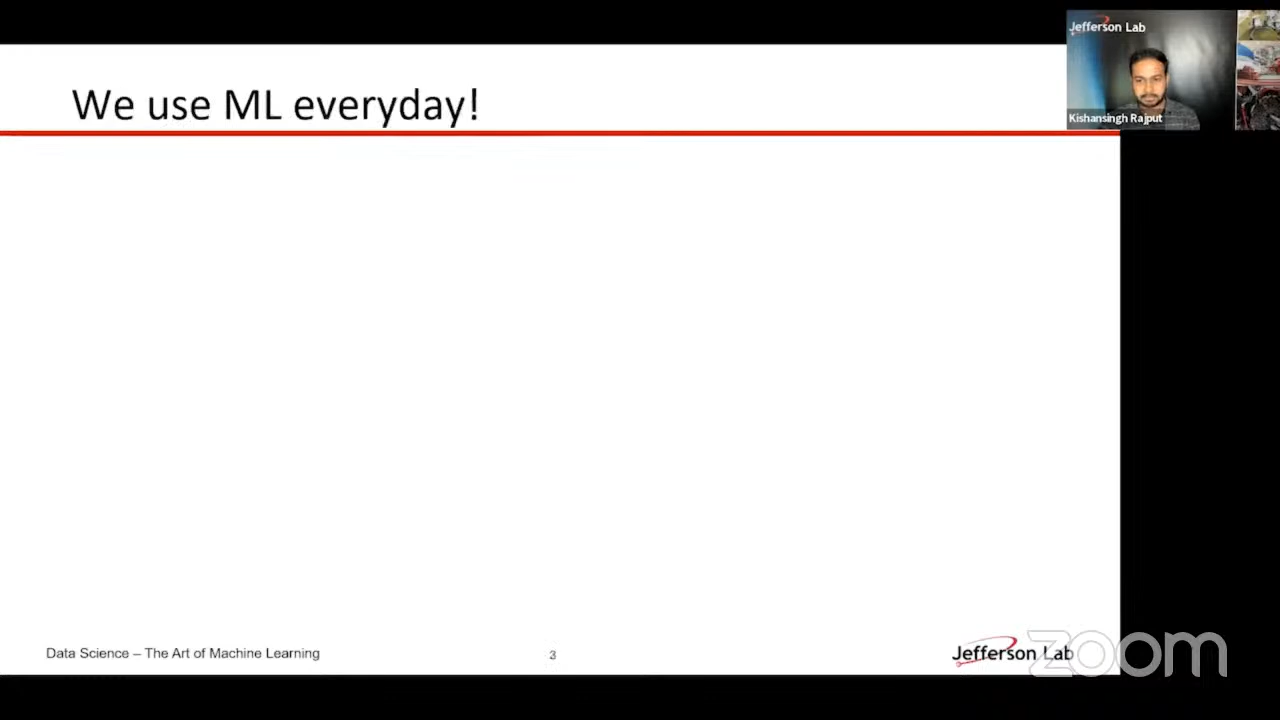 We use ML everyday!
Jefferson Lab
Kishansingh Rajput
Data Science – The Art of Machine Learning
3
Jefferson Lab
zoom